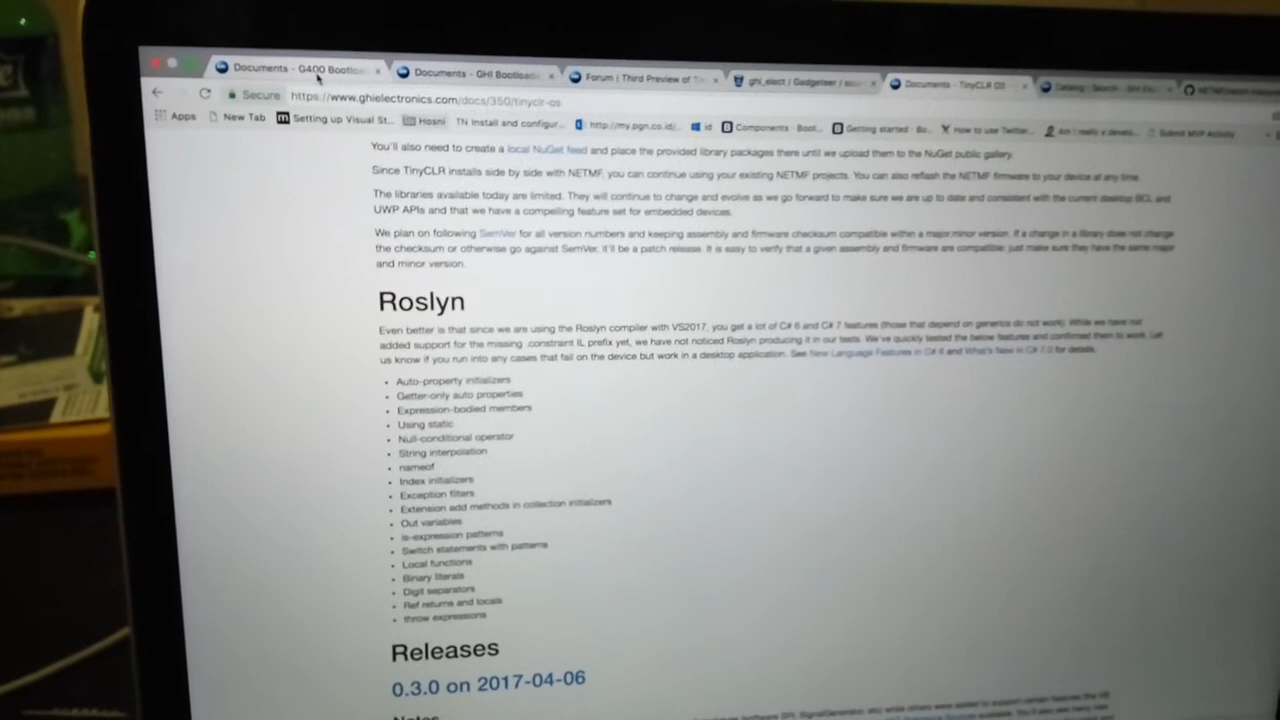 Documents - G400 Bootlo
Documents - GHI Bootloade
Forum | Third Preview of Ti
ghi_elect / Gadgeteer / sour
Documents - TinyCLR OS
Catalog | Search - GHI Ele
Secure https://www.ghielectronics.com/docs/350/tinyclr-os
Apps New Tab Setting up Visual St... Hosni TN Install and configur... http://my.pgn.co.id/... id Components · Boot... Getting started · Bo... How to use Twitter... Am I really a develo... Submit MVP Activity
You'll also need to create a local NuGet feed and place the provided library packages there until we upload them to the NuGet public gallery.
Since TinyCLR installs side by side with NETMF, you can continue using your existing NETMF projects. You can also reflash the NETMF firmware to your device at any time.
The libraries available today are limited. They will continue to change and evolve as we go forward to make sure we are up to date and consistent with the current desktop BCL and
UWP APIs and that we have a compelling feature set for embedded devices.
We plan on following SemVer for all version numbers and keeping assembly and firmware checksum compatible within a major.minor version. If a change in a library does not change
the checksum or otherwise go against SemVer, it'll be a patch release. It is easy to verify that a given assembly and firmware are compatible: just make sure they have the same major
and minor version.
Roslyn
Even better is that since we are using the Roslyn compiler with VS2017, you get a lot of C# 6 and C# 7 features (those that depend on generics do not work). While we have not
added support for the missing .constraint IL prefix yet, we have not noticed Roslyn producing it in our tests. We've quickly tested the below features and confirmed them to work. Let
us know if you run into any cases that fail on the device but work in a desktop application. See New Language Features in C# 6 and What's New in C# 7.0 for details.
• Auto-property initializers
• Getter-only auto properties
• Expression-bodied members
• Using static
• Null-conditional operator
• String interpolation
• nameof
• Index initializers
• Exception filters
• Extension add methods in collection initializers
• Out variables
• is-expression patterns
• Switch statements with patterns
• Local functions
• Binary literals
• Digit separators
• Ref returns and locals
• throw expressions
Releases
0.3.0 on 2017-04-06
Notes